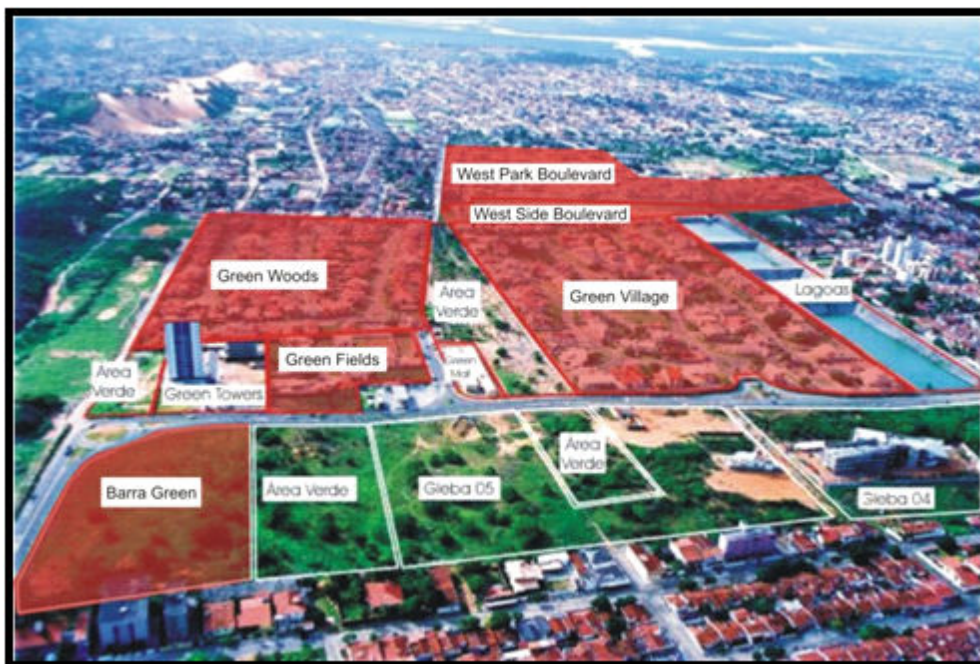 West Park Boulevard
West Side Boulevard
Green Woods
Área
Verde
Green Village
Lagoas
Green Fields
Green
Mall
Área
Verde
Green Towers
Área
Verde
Barra Green
Área Verde
Gleba 05
Gleba 04